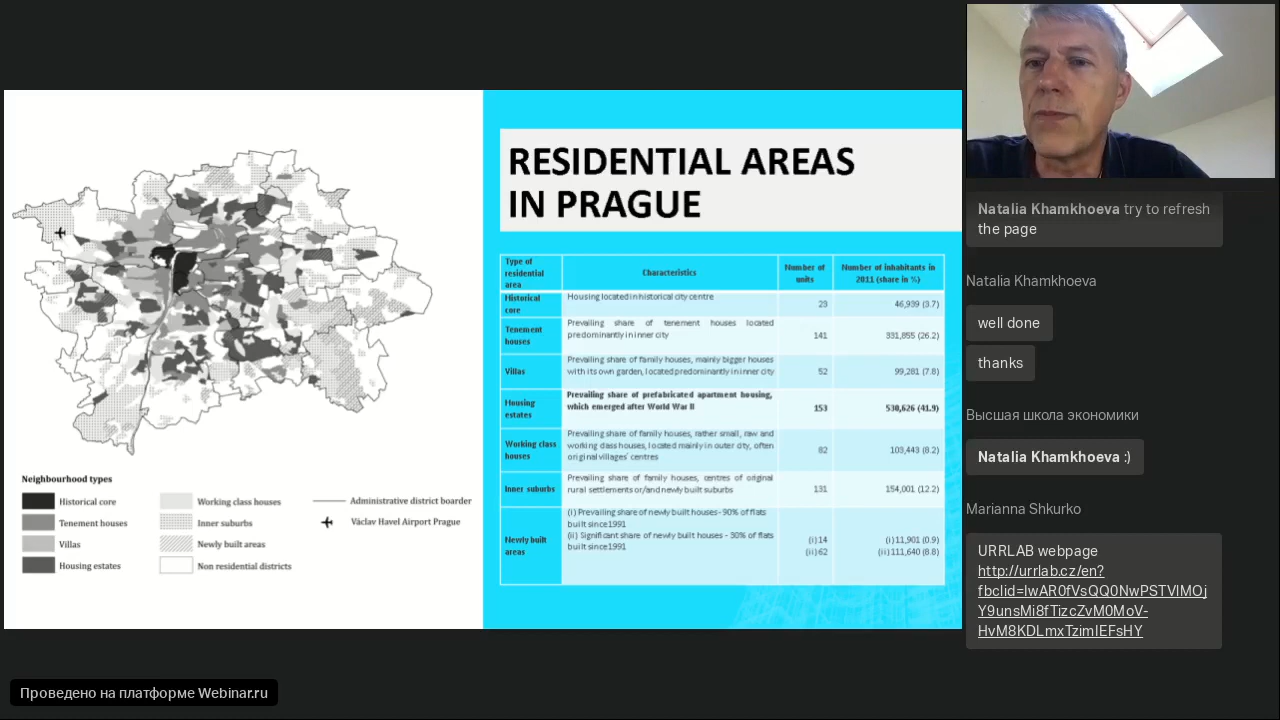 RESIDENTIAL AREAS
IN PRAGUE
Type of
residential
area
Characteristics
Number of
units
Number of inhabitants in
2011 (share in %)
Historical
core
Housing located in historical city centre
23
46,939 (3.7)
Tenement
houses
Prevailing share of tenement houses located
predominantly in inner city
141
331,855 (26.2)
Villas
Prevailing share of family houses, mainly bigger houses
with its own garden, located predominantly in inner city
52
99,281 (7.8)
Housing
estates
Prevailing share of prefabricated apartment housing,
which emerged after World War II
153
530,626 (41.9)
Working class
houses
Prevailing share of family houses, rather small, raw and
working class houses, located mainly in outer city, often
original villages' centres
82
103,443 (8.2)
Inner suburbs
Prevailing share of family houses, centres of original
rural settlements or/and newly built suburbs
131
154,001 (12.2)
Newly built
areas
(i) Prevailing share of newly built houses - 90% of flats
built since 1991
(ii) Significant share of newly built houses - 30% of flats
built since 1991
(i) 14
(ii) 62
(i) 11,901 (0.9)
(ii) 111,640 (8.8)
Neighbourhood types
Historical core
Tenement houses
Villas
Housing estates
Working class houses
Inner suburbs
Newly built areas
Non residential districts
Administrative district boarder
Václav Havel Airport Prague
Natalia Khamkhoeva try to refresh
the page
Natalia Khamkhoeva
well done
thanks
Высшая школа экономики
Natalia Khamkhoeva :)
Marianna Shkurko
URRLAB webpage
http://urrlab.cz/en?
fbclid=IwAR0fVsQQ0NwPSTVlMOj
Y9unsMi8fTizcZvM0MoV-
HvM8KDLmxTzimIEFsHY
Проведено на платформе Webinar.ru